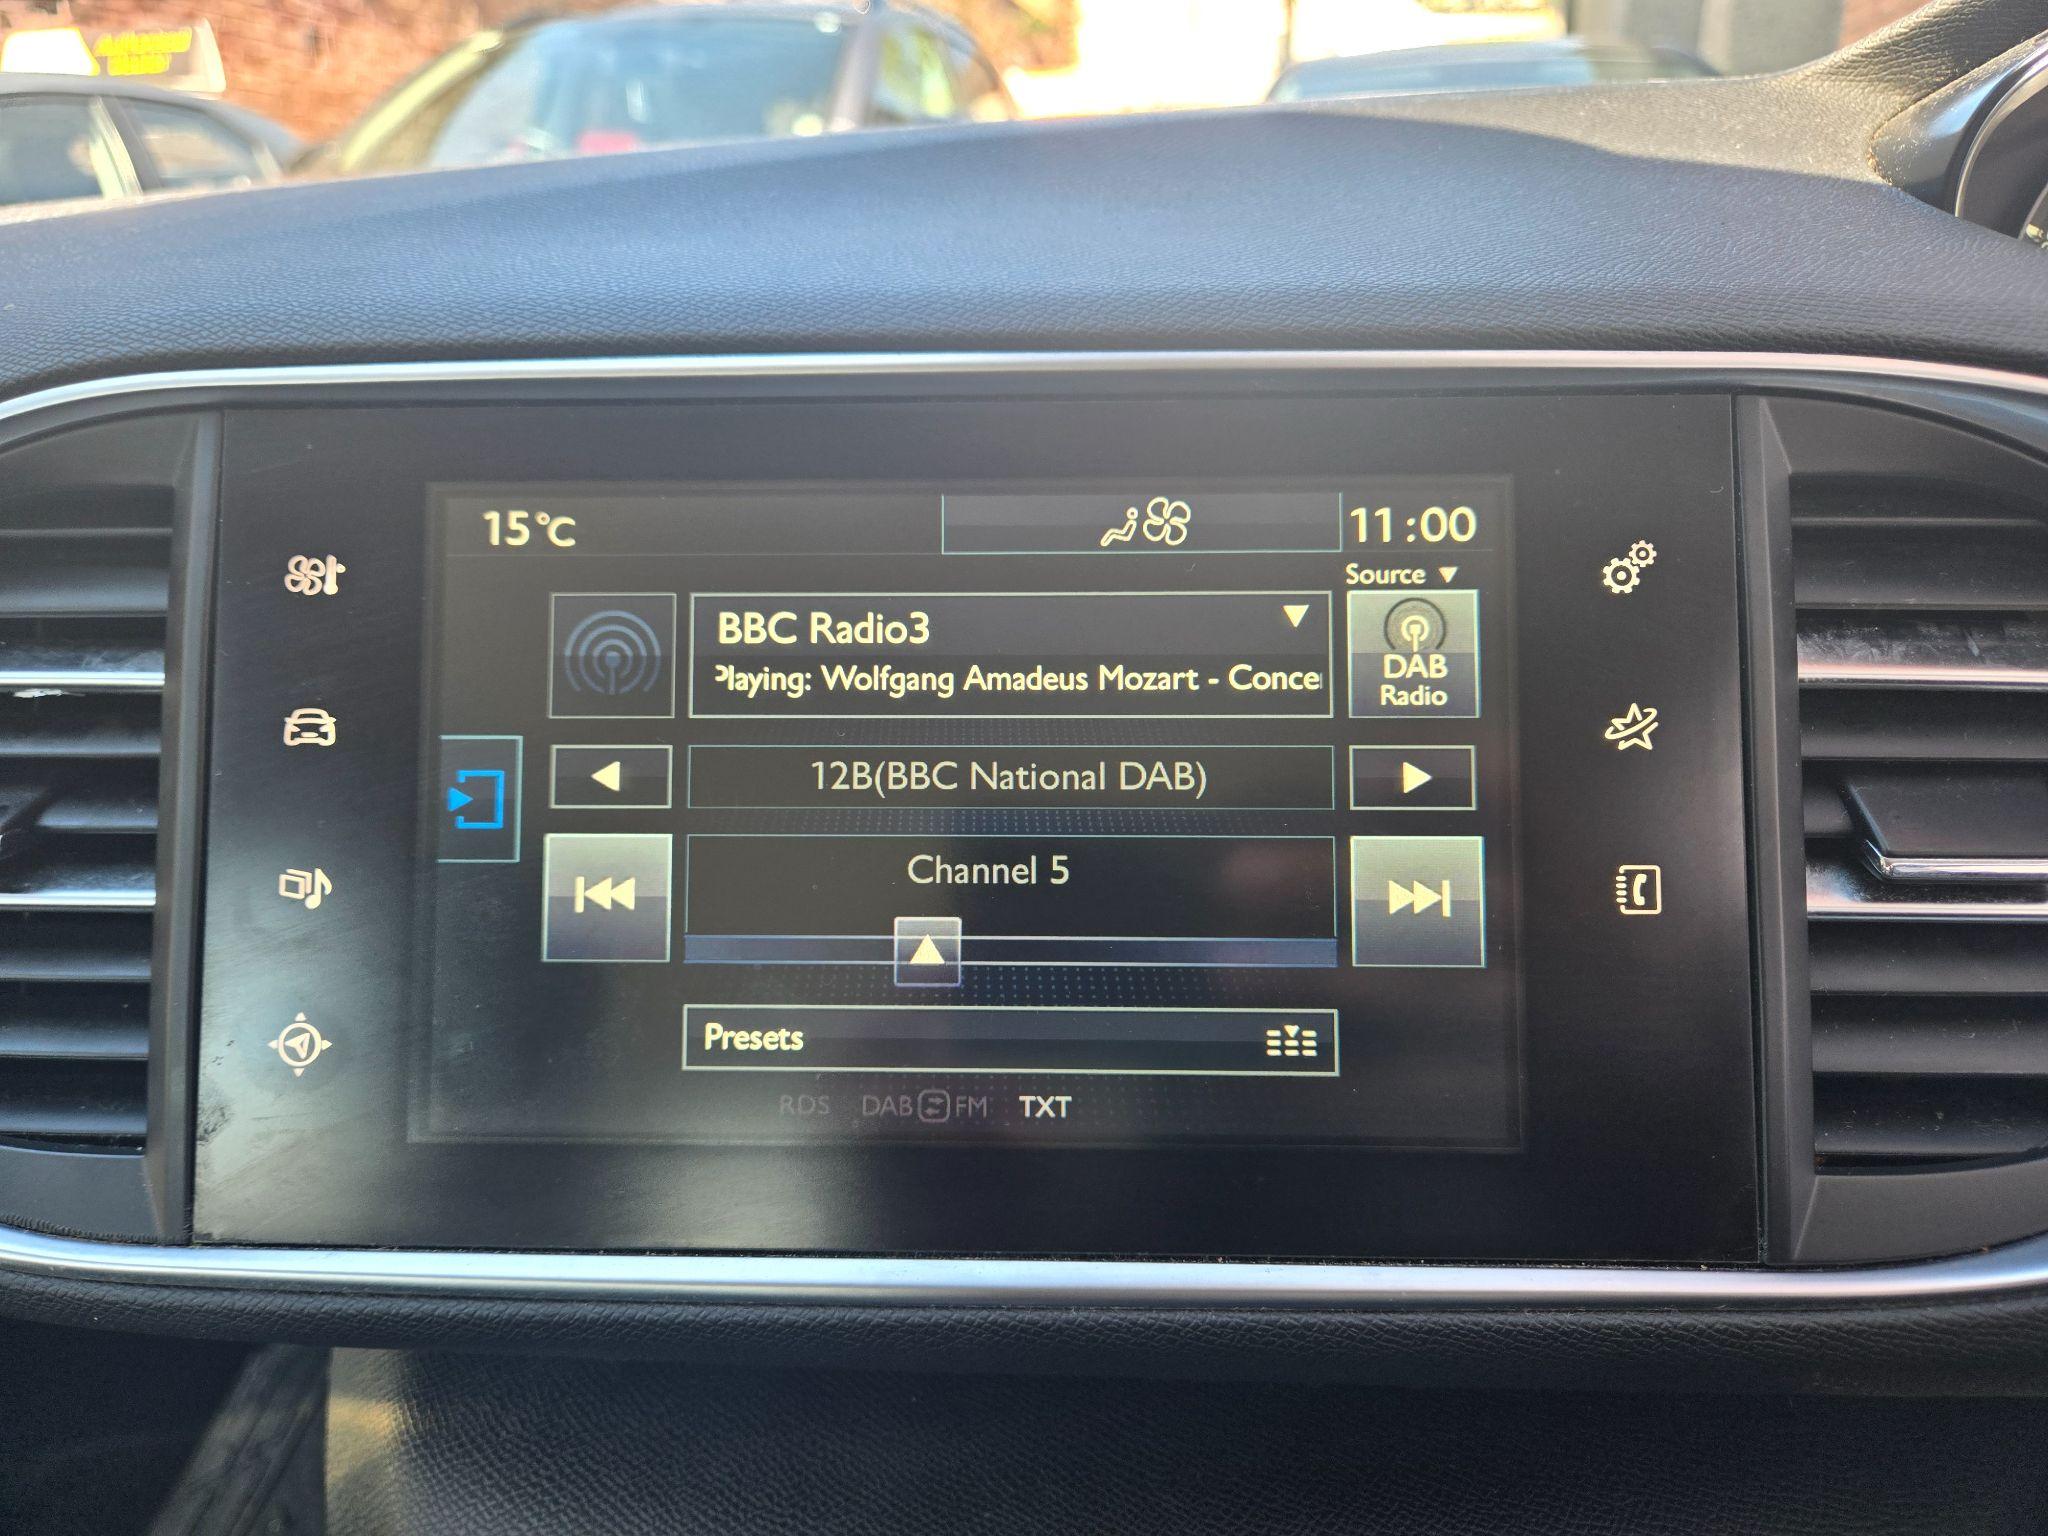 15°C
11:00
Source ▼
BBC Radio3
Playing: Wolfgang Amadeus Mozart - Conce
DAB
Radio
12B(BBC National DAB)
Channel 5
Presets
RDS DAB FM TXT